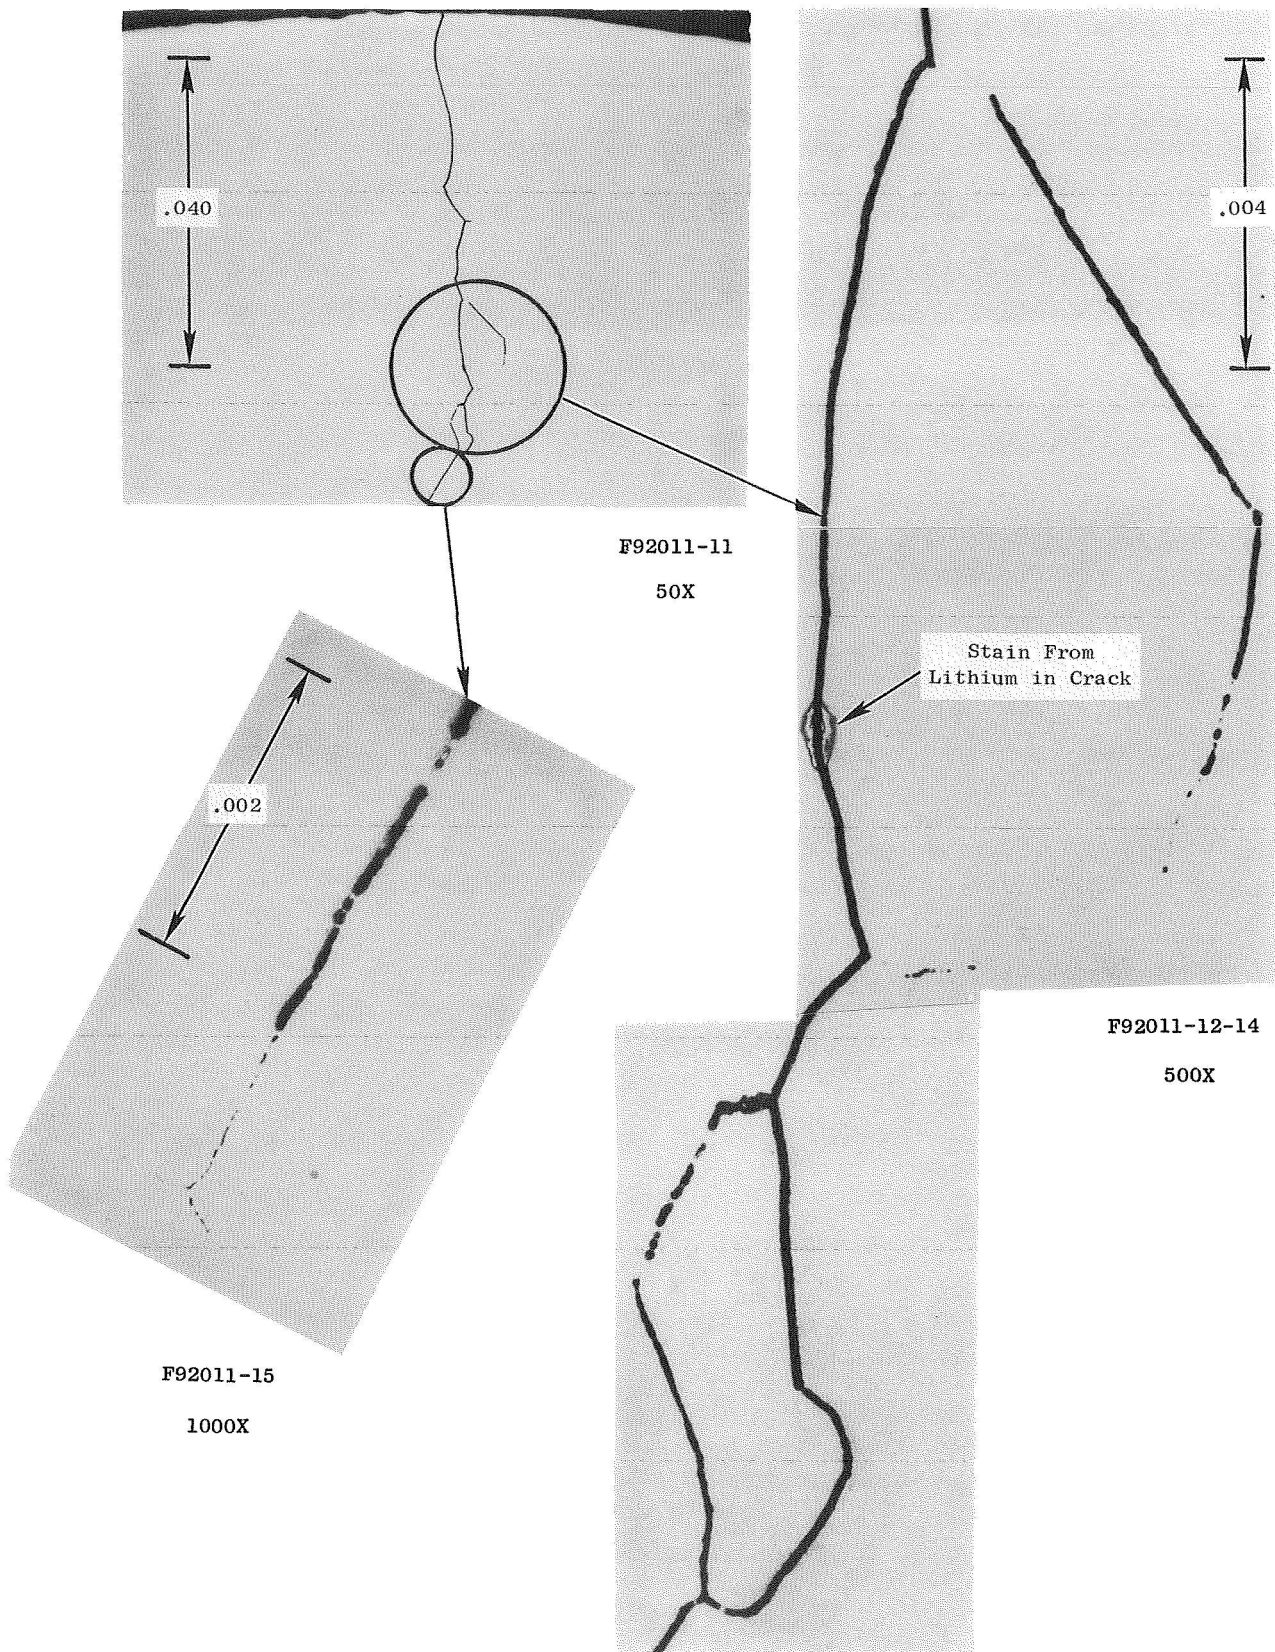 .040
.004
F92011-11
50X
Stain From
Lithium in Crack
.002
F92011-12-14
500X
F92011-15
1000X